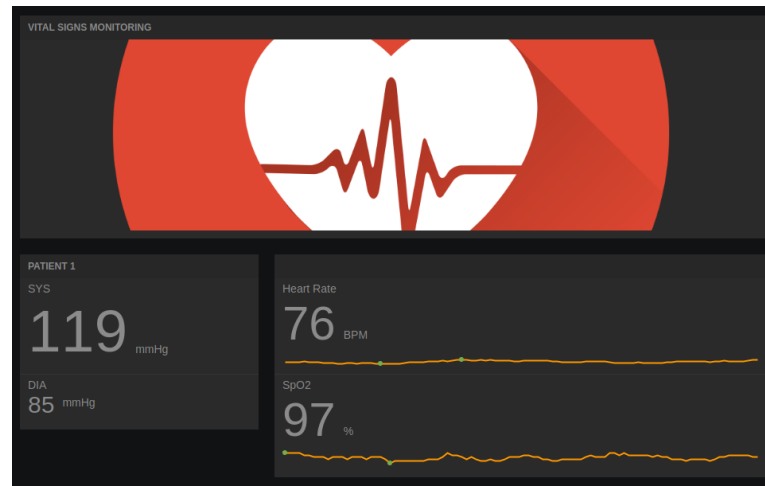 VITAL SIGNS MONITORING
PATIENT 1
SYS
119 mmHg
DIA
85 mmHg
Heart Rate
76 BPM
SpO2
97 %